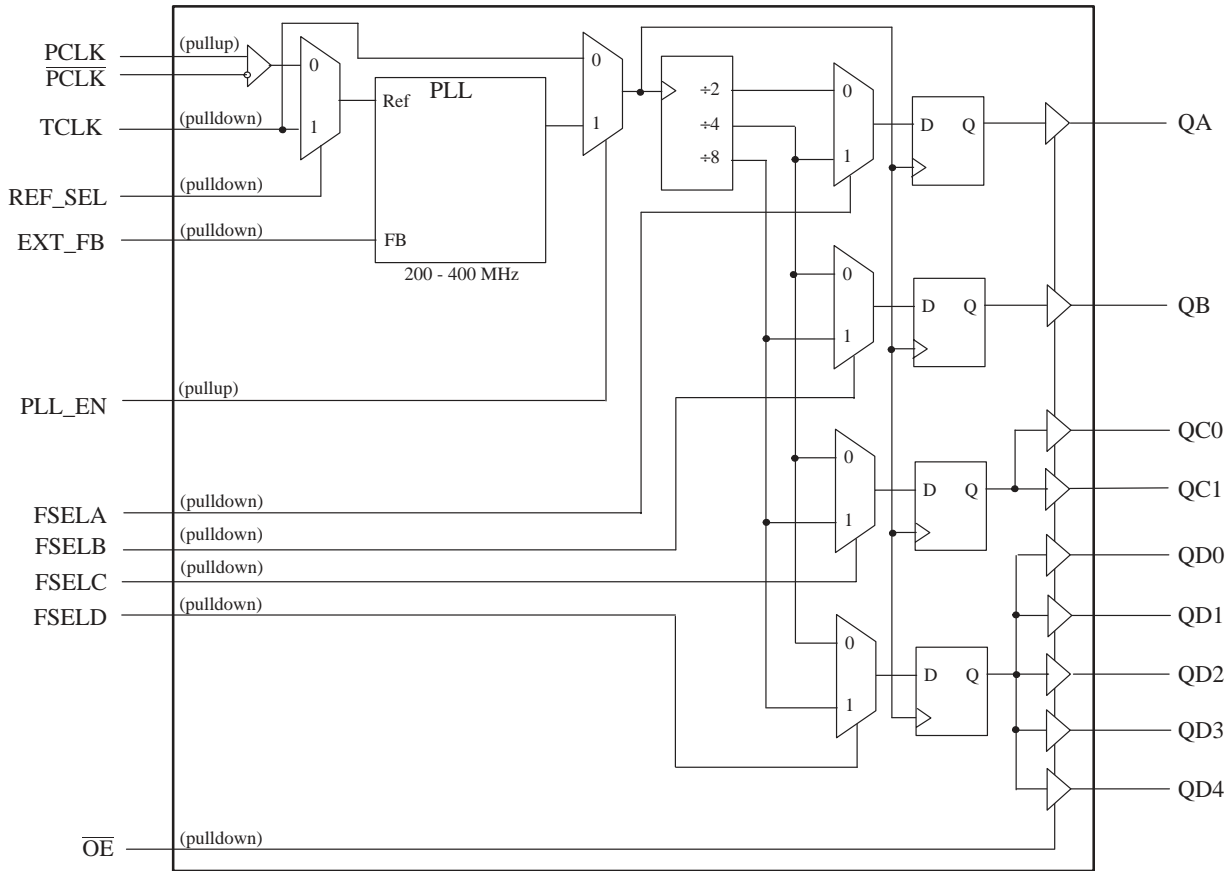 PCLK (pullup)
PCLK
TCLK (pulldown)
REF_SEL (pulldown)
EXT_FB (pulldown)
PLL_EN (pullup)
FSELA (pulldown)
FSELB (pulldown)
FSELC (pulldown)
FSELD (pulldown)
OE (pulldown)
0
1
PLL
Ref
FB
200 - 400 MHz
0
1
÷2
÷4
÷8
0
1
D Q
QA
0
1
D Q
QB
0
1
D Q
QC0
QC1
0
1
D Q
QD0
QD1
QD2
QD3
QD4